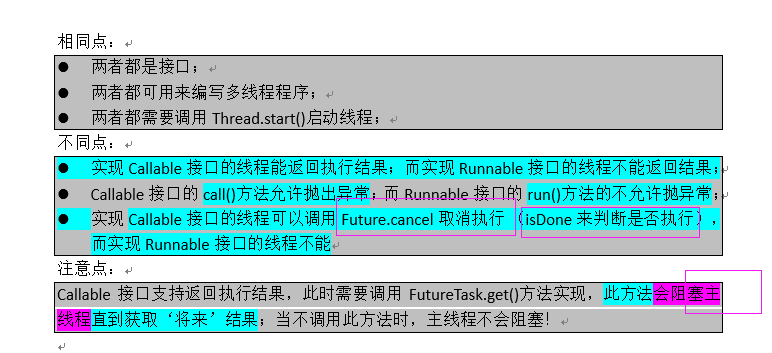 相同点：
● 两者都是接口；
● 两者都可用来编写多线程程序；
● 两者都需要调用 Thread.start()启动线程；
不同点：
● 实现 Callable 接口的线程能返回执行结果；而实现 Runnable 接口的线程不能返回结果；
● Callable 接口的 call()方法允许抛出异常；而 Runnable 接口的 run()方法的不允许抛异常；
● 实现 Callable 接口的线程可以调用 Future.cancel 取消执行 （isDone 来判断是否执行），
而实现 Runnable 接口的线程不能
注意点：
Callable 接口支持返回执行结果，此时需要调用 FutureTask.get()方法实现，此方法会阻塞主
线程直到获取‘将来’结果；当不调用此方法时，主线程不会阻塞！